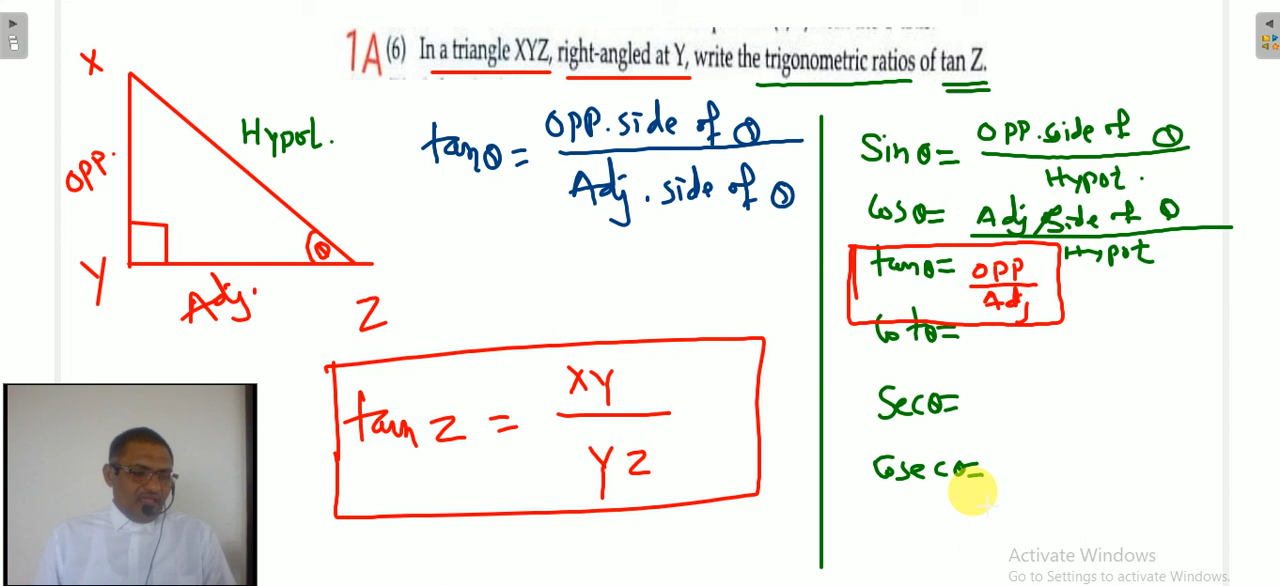 1A (6) In a triangle XYZ, right-angled at Y, write the trigonometric ratios of tan Z.
X
Hypot.
opp.
Y
θ
Adj.
Z
tanθ = opp. side of θ
Adj. side of θ
tan Z = XY
YZ
Sinθ = opp. side of θ
Hypot.
Cosθ = Adj. side of θ
Hypot
tanθ = opp
Adj
Cotθ =
Secθ =
Cosecθ =
Activate Windows
Go to Settings to activate Windows.